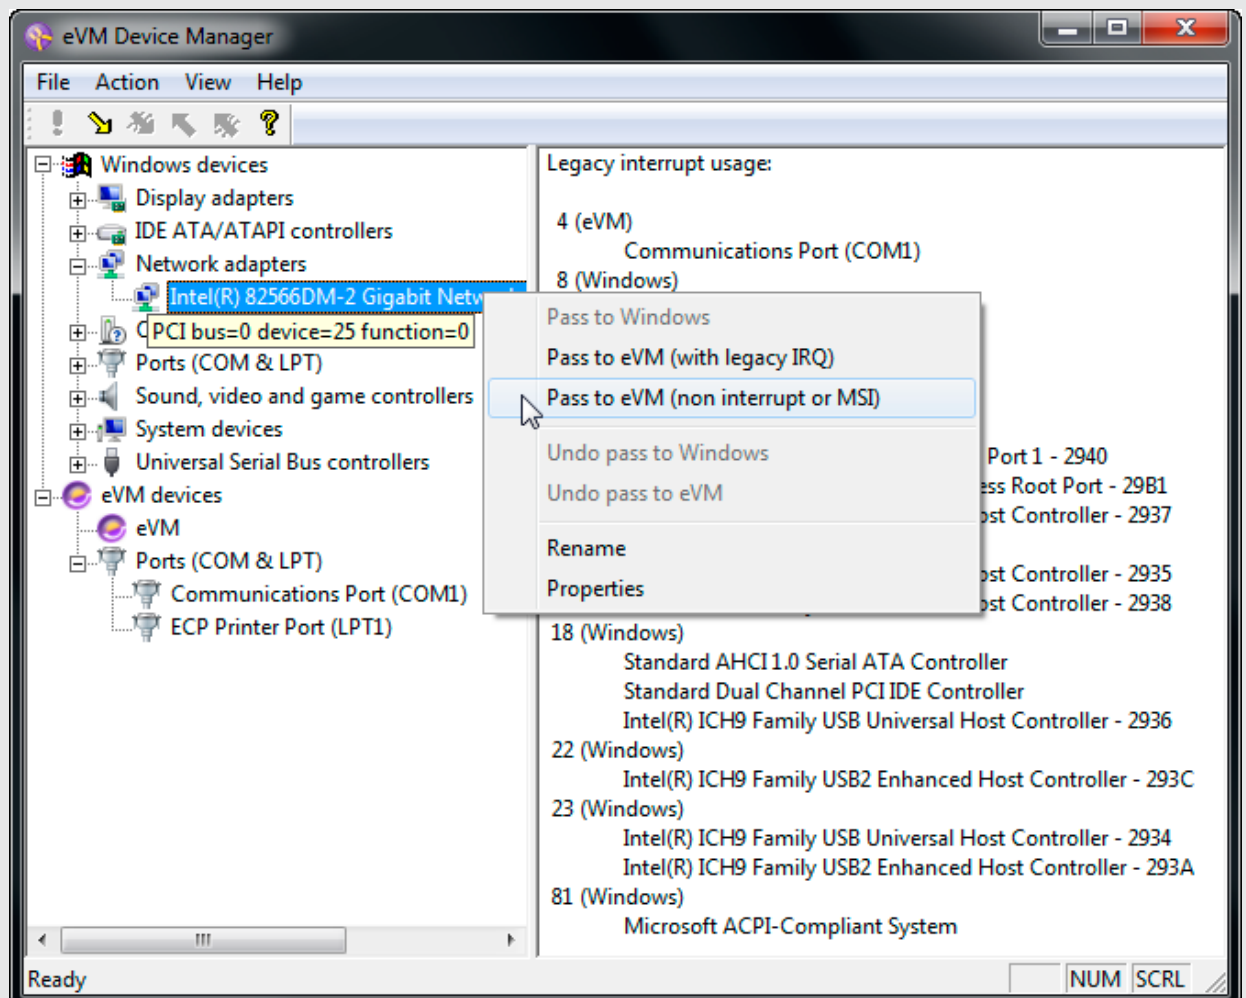 eVM Device Manager
File Action View Help
Windows devices
Display adapters
IDE ATA/ATAPI controllers
Network adapters
Intel(R) 82566DM-2 Gigabit
PCI bus=0 device=25 function=0
Ports (COM & LPT)
Sound, video and game controllers
System devices
Universal Serial Bus controllers
eVM devices
eVM
Ports (COM & LPT)
Communications Port (COM1)
ECP Printer Port (LPT1)
Legacy interrupt usage:
4 (eVM)
Communications Port (COM1)
8 (Windows)
Pass to Windows
Pass to eVM (with legacy IRQ)
Pass to eVM (non interrupt or MSI)
Undo pass to Windows
Undo pass to eVM
Rename
Properties
Port 1 - 2940
Root Port - 29B1
Controller - 2937
Controller - 2935
Controller - 2938
18 (Windows)
Standard AHCI 1.0 Serial ATA Controller
Standard Dual Channel PCI IDE Controller
Intel(R) ICH9 Family USB Universal Host Controller - 2936
22 (Windows)
Intel(R) ICH9 Family USB2 Enhanced Host Controller - 293C
23 (Windows)
Intel(R) ICH9 Family USB Universal Host Controller - 2934
Intel(R) ICH9 Family USB2 Enhanced Host Controller - 293A
81 (Windows)
Microsoft ACPI-Compliant System
Ready
NUM SCRL